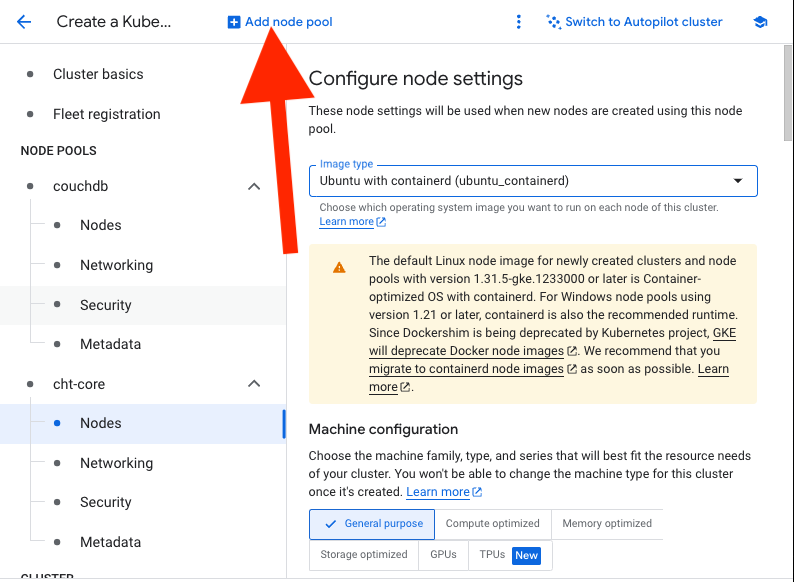 Create a Kube...
Add node pool
Switch to Autopilot cluster
Cluster basics
Fleet registration
NODE POOLS
couchdb
Nodes
Networking
Security
Metadata
cht-core
Nodes
Networking
Security
Metadata
CLUSTER
Configure node settings
These node settings will be used when new nodes are created using this node
pool.
Image type
Ubuntu with containerd (ubuntu_containerd)
Choose which operating system image you want to run on each node of this cluster.
Learn more
The default Linux node image for newly created clusters and node
pools with version 1.31.5-gke.1233000 or later is Container-
optimized OS with containerd. For Windows node pools using
version 1.21 or later, containerd is also the recommended runtime.
Since Dockershim is being deprecated by Kubernetes project, GKE
will deprecate Docker node images. We recommend that you
migrate to containerd node images as soon as possible. Learn
more.
Machine configuration
Choose the machine family, type, and series that will best fit the resource needs
of your cluster. You won't be able to change the machine type for this cluster
once it's created. Learn more
General purpose
Compute optimized
Memory optimized
Storage optimized
GPUs
TPUs New